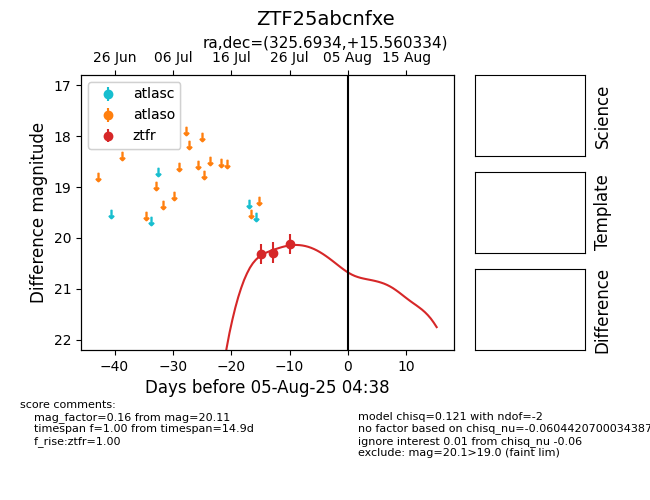 ZTF25abcnfxe
ra,dec=(325.6934,+15.560334)
26 Jun 06 Jul 16 Jul 26 Jul 05 Aug 15 Aug
atlasc
atlaso
ztfr
17
18
19
20
21
22
Difference magnitude
−40 −30 −20 −10 0 10
Days before 05-Aug-25 04:38
Science
Template
Difference
score comments:
mag_factor=0.16 from mag=20.11
timespan f=1.00 from timespan=14.9d
f_rise:ztfr=1.00
model chisq=0.121 with ndof=-2
no factor based on chisq_nu=-0.0604420700034387
ignore interest 0.01 from chisq_nu -0.06
exclude: mag=20.1>19.0 (faint lim)